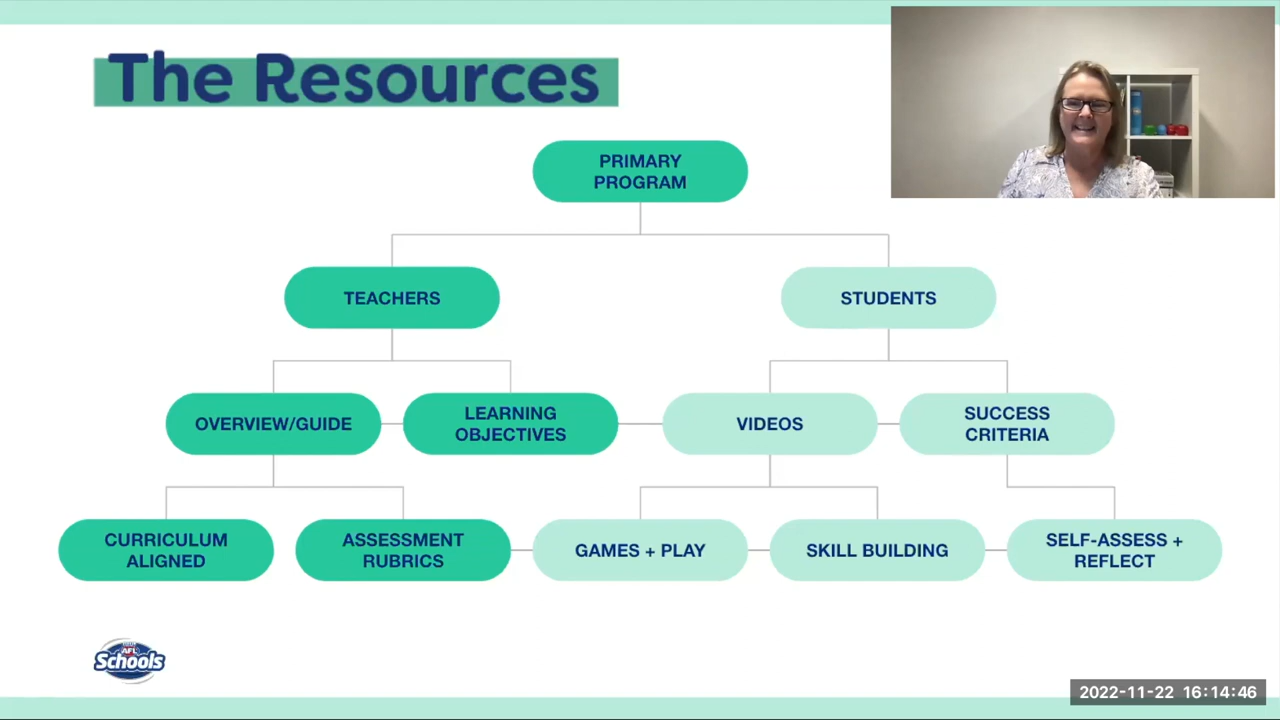 The Resources
PRIMARY
PROGRAM
TEACHERS
STUDENTS
OVERVIEW/GUIDE
LEARNING
OBJECTIVES
VIDEOS
SUCCESS
CRITERIA
CURRICULUM
ALIGNED
ASSESSMENT
RUBRICS
GAMES + PLAY
SKILL BUILDING
SELF-ASSESS +
REFLECT
AFL
Schools
2022-11-22 16:14:46